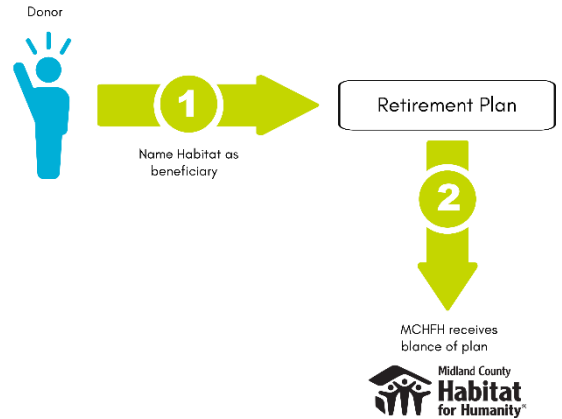 Donor
1
Retirement Plan
Name Habitat as
beneficiary
2
MCHFH receives
blance of plan
Midland County
Habitat
for Humanity®